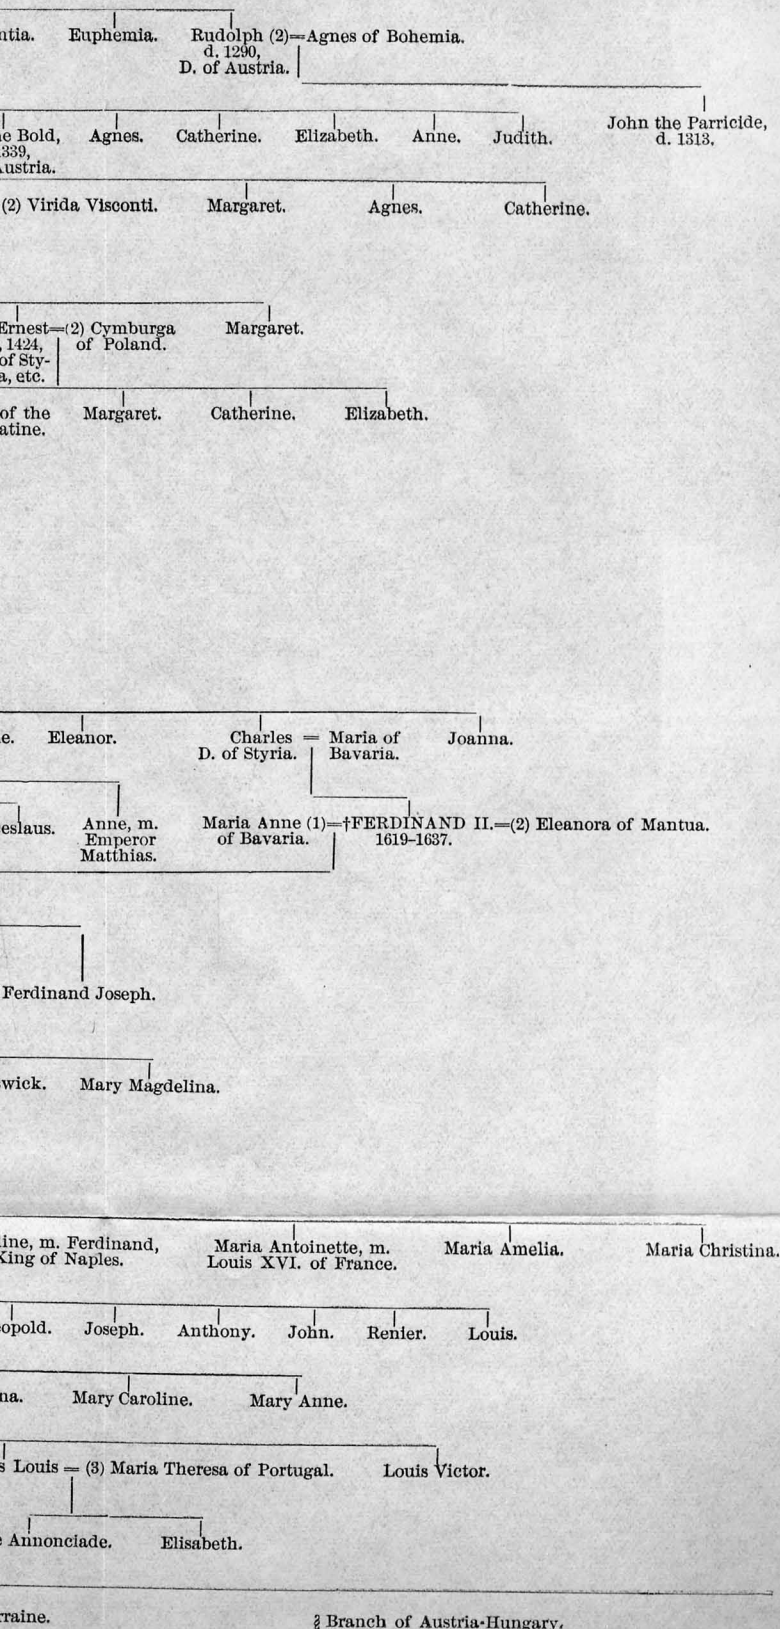 Euphemia. Rudolph (2)=Agnes of Bohemia.
d. 1290,
D. of Austria.
John the Parricide,
d. 1313.
Bold, Agnes. Catherine. Elizabeth. Anne. Judith.
339,
(2) Virida Visconti. Margaret. Agnes. Catherine.
Ernest=(2) Cymburga Margaret.
1424, of Poland.
of Sty-
a, etc.
of the Margaret. Catherine. Elizabeth.
atine.
e. Eleanor. Charles = Maria of Joanna.
D. of Styria. Bavaria.
eslaus. Anne, m. Maria Anne (1)=†FERDINAND II.=(2) Eleanora of Mantua.
Emperor of Bavaria. 1619-1637.
Matthias.
Ferdinand Joseph.
wick. Mary Magdelina.
line, m. Ferdinand, Maria Antoinette, m. Maria Amelia. Maria Christina.
King of Naples. Louis XVI. of France.
opold. Joseph. Anthony. John. Renier. Louis.
na. Mary Caroline. Mary Anne.
s Louis = (3) Maria Theresa of Portugal. Louis Victor.
Annonciade. Elisabeth.
rraine. Branch of Austria-Hungary.